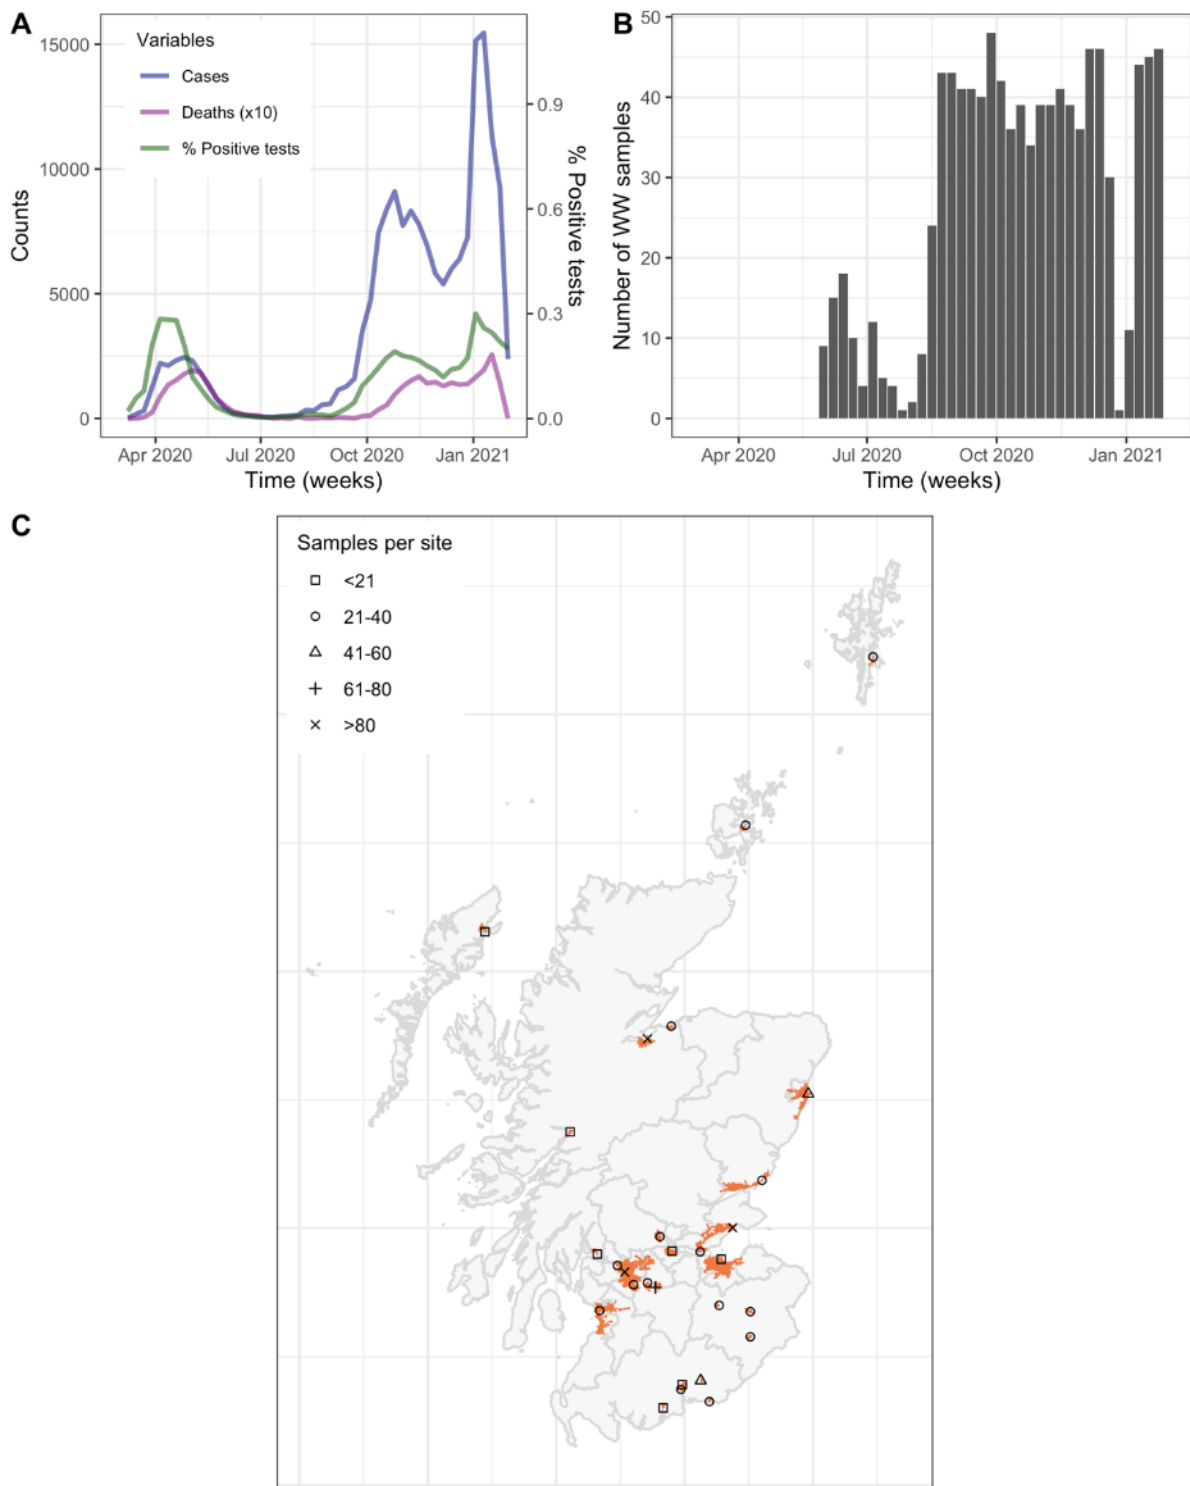 A
Variables
Cases
Deaths (x10)
% Positive tests
15000
10000
5000
0
Counts
0.9
0.6
0.3
0.0
% Positive tests
Apr 2020
Jul 2020
Oct 2020
Jan 2021
Time (weeks)
B
50
40
30
20
10
0
Number of WW samples
Apr 2020
Jul 2020
Oct 2020
Jan 2021
Time (weeks)
C
Samples per site
<21
21-40
41-60
61-80
>80